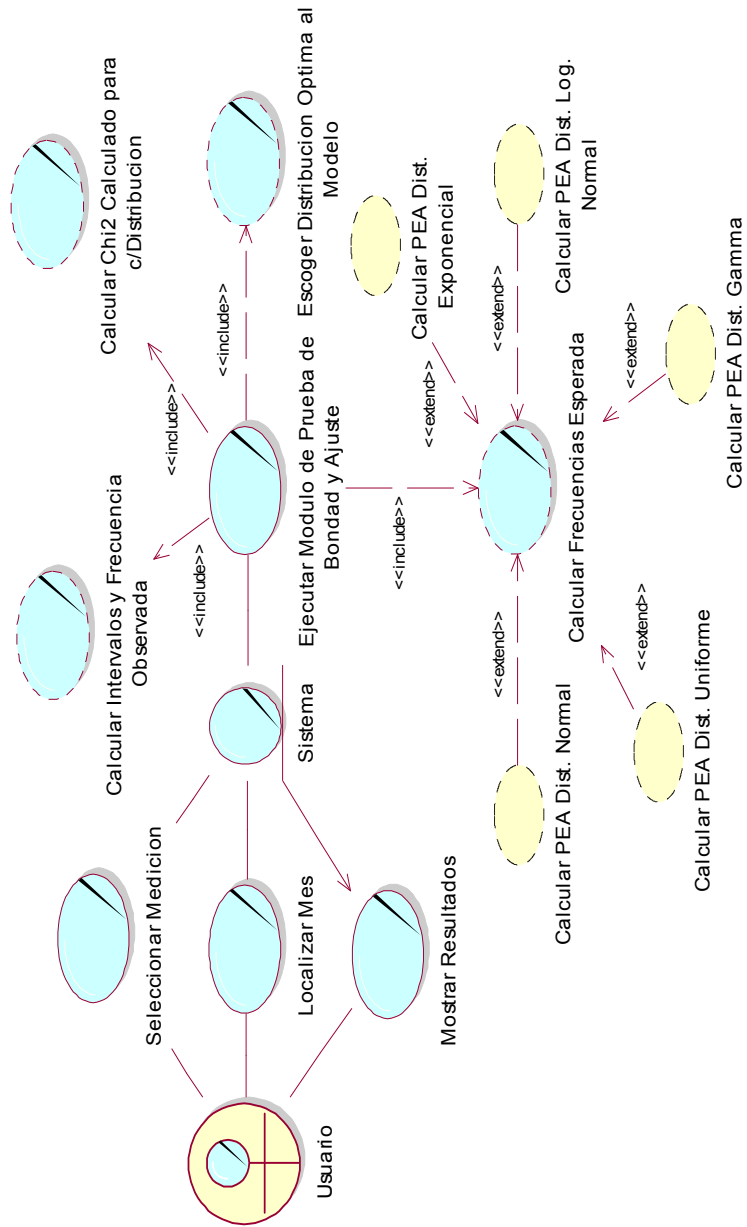 Calcular Chi2 Calculado para
c/Distribucion
Calcular Intervalos y Frecuencia
Observada
<<include>>
<<include>>
<<include>>
Escoger Distribucion Optima al
Modelo
Seleccionar Medicion
Sistema
Ejecutar Modulo de Prueba de
Bondad y Ajuste
Localizar Mes
Usuario
Mostrar Resultados
<<include>>
Calcular PEA Dist.
Exponencial
<<extend>>
<<extend>>
Calcular PEA Dist. Log.
Normal
<<extend>>
Calcular PEA Dist. Normal
Calcular Frecuencias Esperada
<<extend>>
<<extend>>
Calcular PEA Dist. Uniforme
Calcular PEA Dist. Gamma